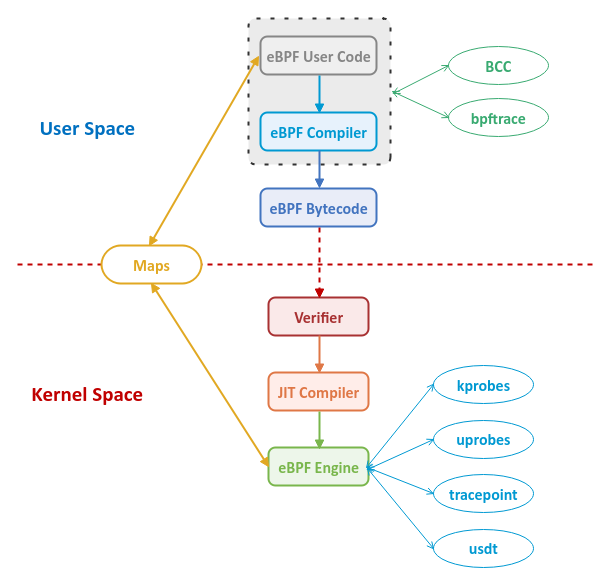 eBPF User Code
BCC
eBPF Compiler
bpftrace
User Space
eBPF Bytecode
Maps
Verifier
Kernel Space
JIT Compiler
kprobes
uprobes
eBPF Engine
tracepoint
usdt